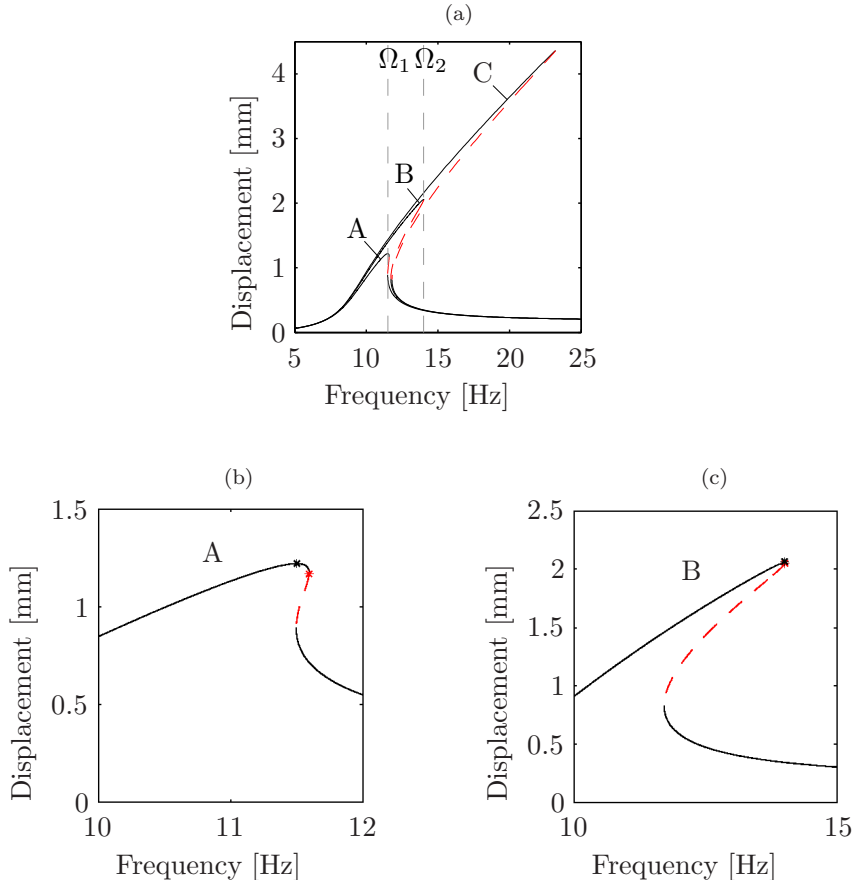 (a)
Displacement [mm]
4
3
2
1
0
Ω1 Ω2
C
B
A
5 10 15 20 25
Frequency [Hz]
(b)
Displacement [mm]
1.5
1
0.5
0
A
10 11 12
Frequency [Hz]
(c)
Displacement [mm]
2.5
2
1.5
1
0.5
0
B
10 15
Frequency [Hz]